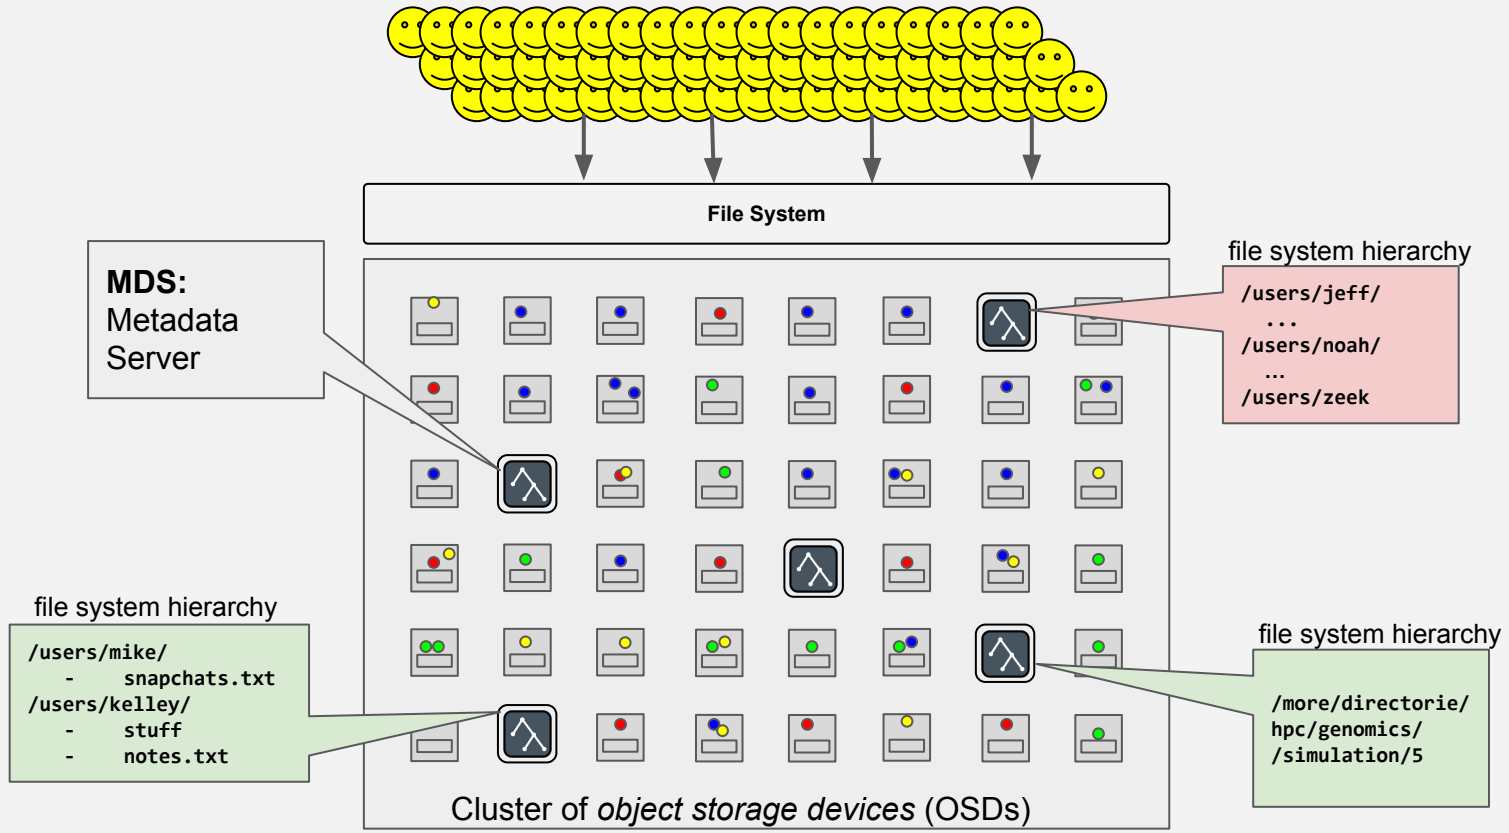 File System
MDS:
Metadata
Server
file system hierarchy
/users/jeff/
...
/users/noah/
...
/users/zeek
file system hierarchy
/users/mike/
- snapchats.txt
/users/kelley/
- stuff
- notes.txt
file system hierarchy
/more/directorie/
hpc/genomics/
/simulation/5
Cluster of object storage devices (OSDs)